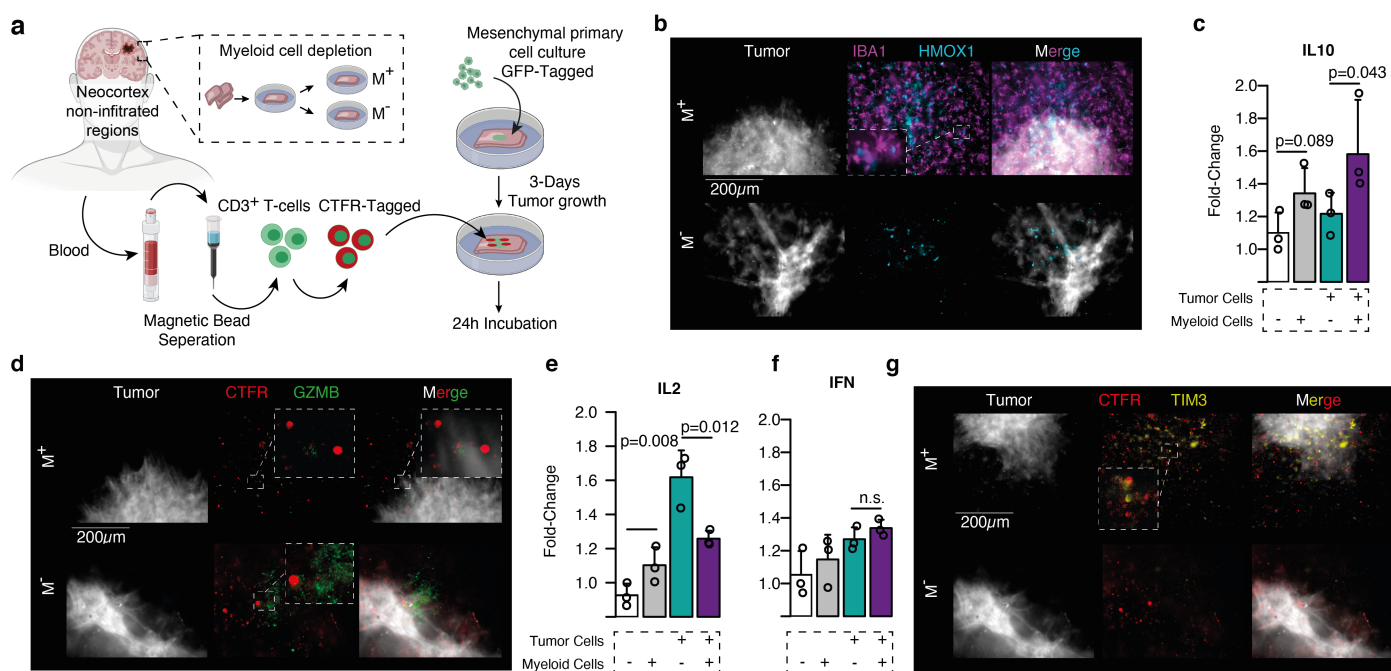 a
Neocortex
non-infitrated
regions
Myeloid cell depletion
M+
M-
Mesenchymal primary
cell culture
GFP-Tagged
3-Days
Tumor growth
Blood
CD3+ T-cells
CTFR-Tagged
Magnetic Bead
Seperation
24h Incubation
b
Tumor
IBA1
HMOX1
Merge
M+
200µm
M-
c
IL10
p=0.043
p=0.089
Fold-Change
2.0
1.8
1.6
1.4
1.2
1.0
Tumor Cells
+ +
Myeloid Cells
- + - +
d
Tumor
CTFR
GZMB
Merge
M+
200µm
M-
e
IL2
p=0.008
p=0.012
Fold-Change
2.0
1.8
1.6
1.4
1.2
1.0
Tumor Cells
+ +
Myeloid Cells
- + - +
f
IFN
n.s.
2.0
1.8
1.6
1.4
1.2
1.0
+ +
- + - +
g
Tumor
CTFR
TIM3
Merge
M+
200µm
M-